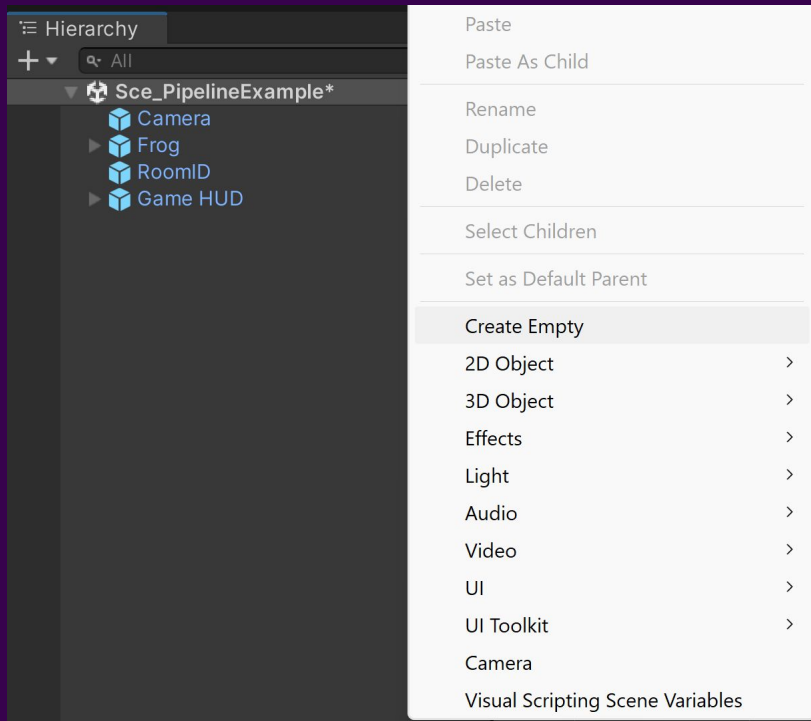 Hierarchy
All
Sce_PipelineExample*
Camera
Frog
RoomID
Game HUD
Paste
Paste As Child
Rename
Duplicate
Delete
Select Children
Set as Default Parent
Create Empty
2D Object
3D Object
Effects
Light
Audio
Video
UI
UI Toolkit
Camera
Visual Scripting Scene Variables